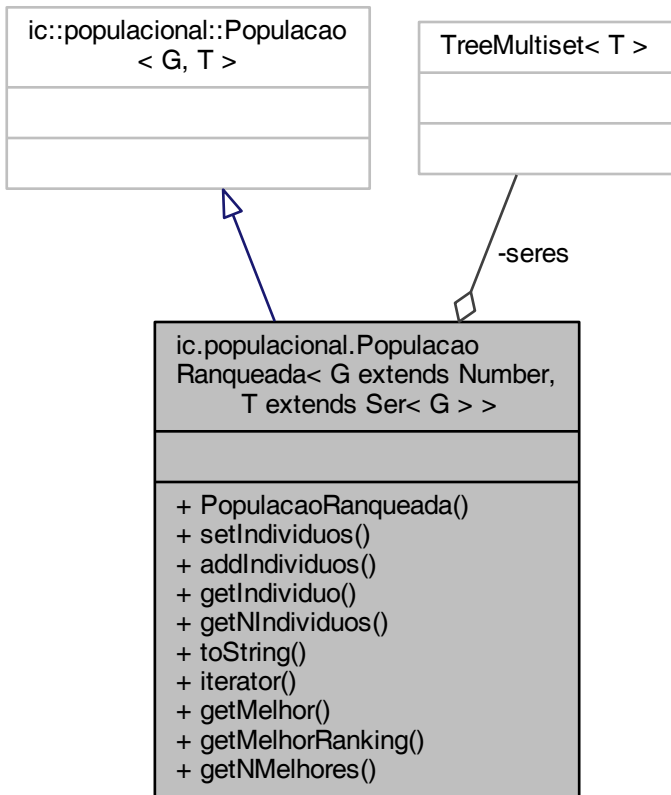 ic::populacional::Populacao
< G, T >
TreeMultiset< T >
-seres
ic.populacional.Populacao
Ranqueada< G extends Number,
T extends Ser< G > >
+ PopulacaoRanqueada()
+ setIndividuos()
+ addIndividuos()
+ getIndividuo()
+ getNIndividuos()
+ toString()
+ iterator()
+ getMelhor()
+ getMelhorRanking()
+ getNMelhores()